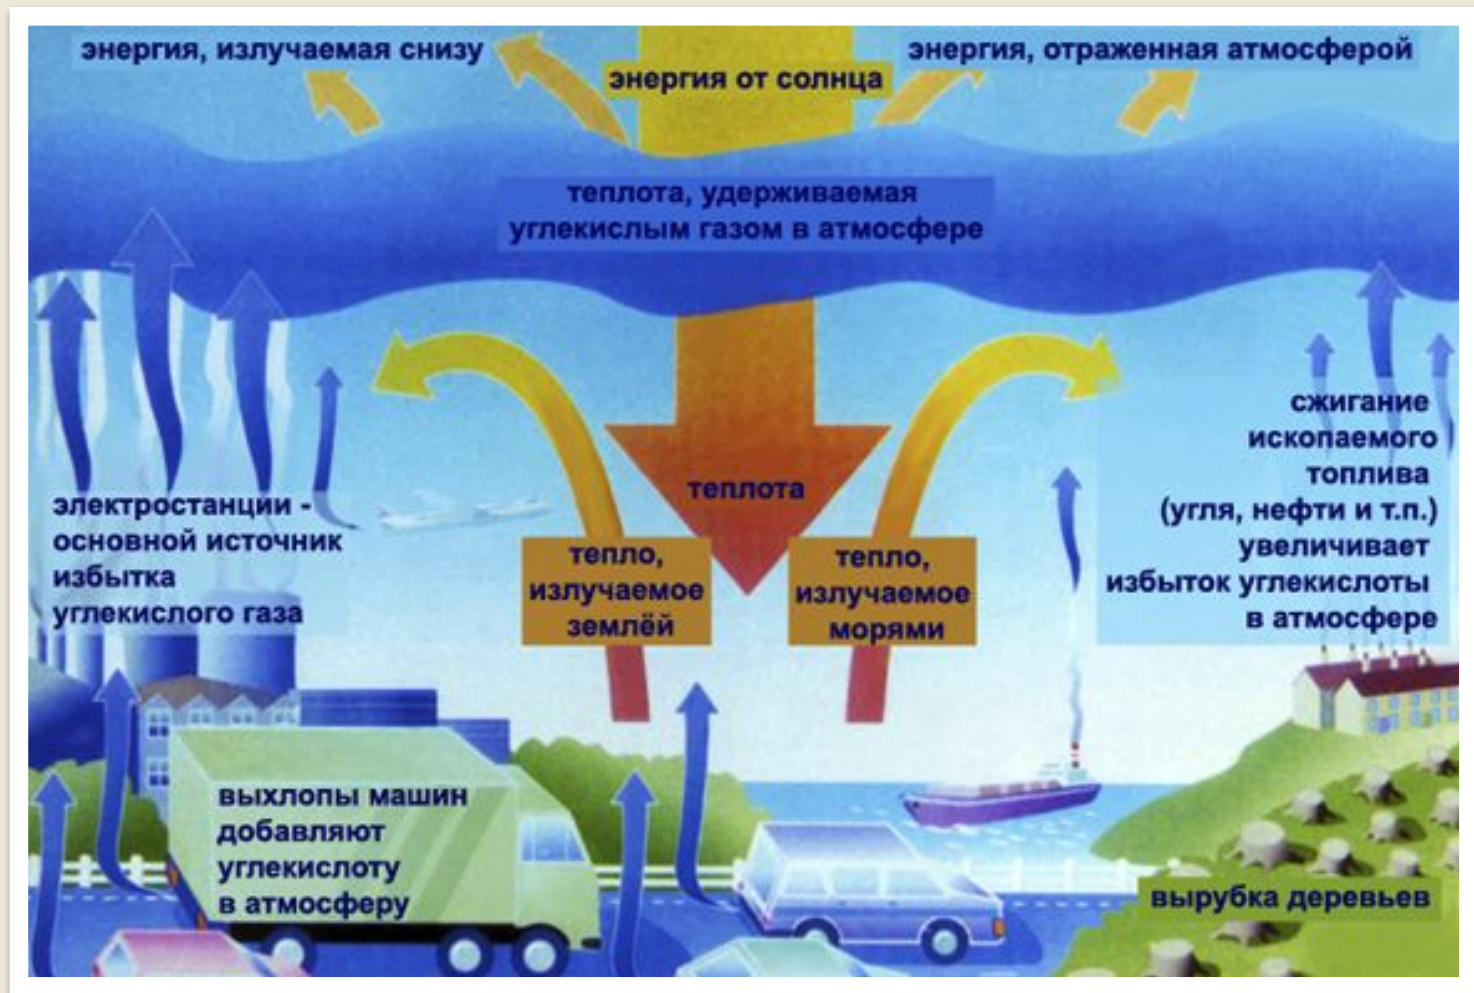 энергия, излучаемая снизу
энергия от солнца
энергия, отраженная атмосферой
теплота, удерживаемая
углекислым газом в атмосфере
теплота
сжигание
ископаемого
топлива
(угля, нефти и т.п.)
увеличивает
избыток углекислоты
в атмосфере
электростанции -
основной источник
избытка
углекислого газа
тепло,
излучаемое
землёй
тепло,
излучаемое
морями
выхлопы машин
добавляют
углекислоту
в атмосферу
вырубка деревьев